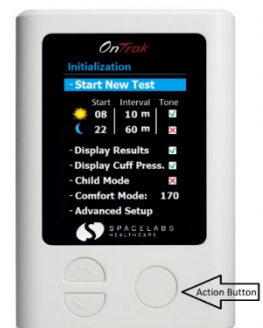 OnTrak
Initialization
- Start New Test
Start Interval Tone
08 10 m
22 60 m
- Display Results
- Display Cuff Press.
- Child Mode
- Comfort Mode: 170
- Advanced Setup
SPACELABS
HEALTHCARE
Action Button